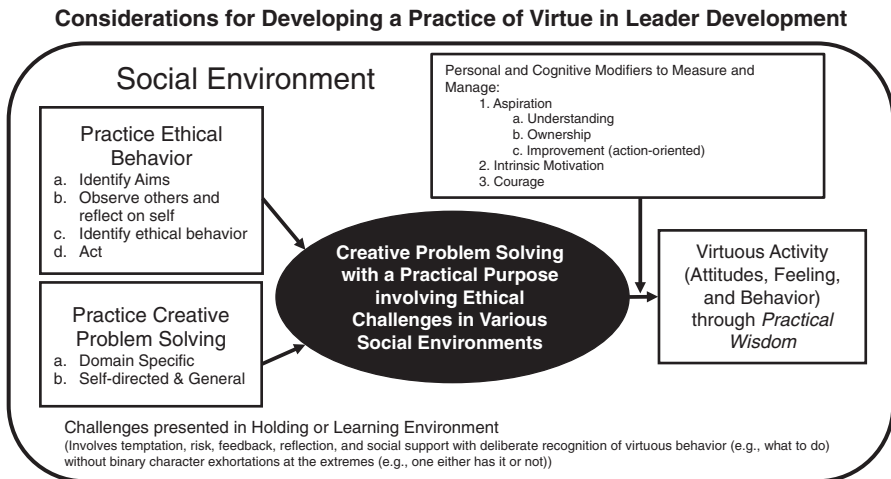 Considerations for Developing a Practice of Virtue in Leader Development
Social Environment
Practice Ethical
Behavior
a. Identify Aims
b. Observe others and
reflect on self
c. Identify ethical behavior
d. Act
Practice Creative
Problem Solving
a. Domain Specific
b. Self-directed & General
Personal and Cognitive Modifiers to Measure and
Manage:
1. Aspiration
a. Understanding
b. Ownership
c. Improvement (action-oriented)
2. Intrinsic Motivation
3. Courage
Creative Problem Solving
with a Practical Purpose
involving Ethical
Challenges in Various
Social Environments
Virtuous Activity
(Attitudes, Feeling,
and Behavior)
through Practical
Wisdom
Challenges presented in Holding or Learning Environment
(Involves temptation, risk, feedback, reflection, and social support with deliberate recognition of virtuous behavior (e.g., what to do)
without binary character exhortations at the extremes (e.g., one either has it or not))